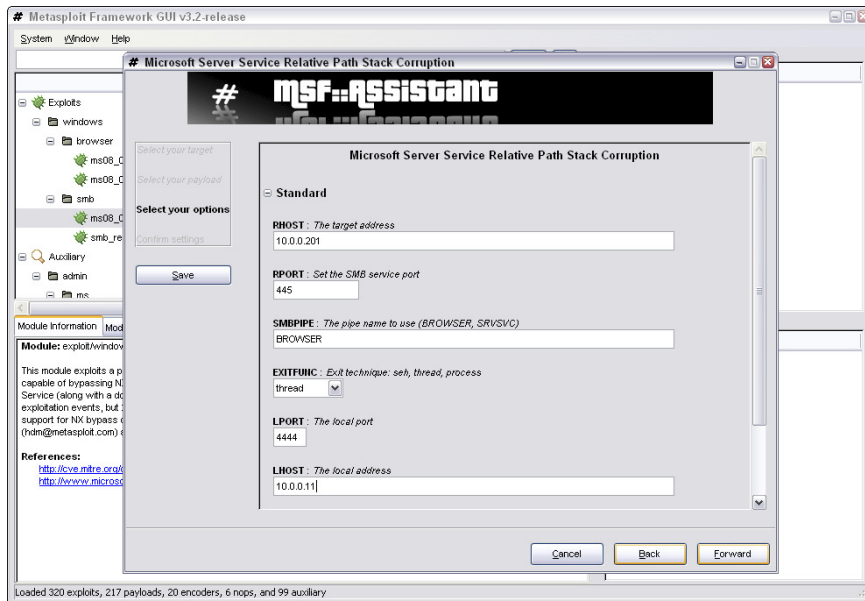 # Metasploit Framework GUI v3.2-release
System Window Help
# Microsoft Server Service Relative Path Stack Corruption
# MSF::Assistant
Exploits
windows
browser
ms08_0
ms08_0
smb
ms08_0
smb_re
Auxiliary
admin
ms
Select your target
Select your payload
Select your options
Confirm settings
Save
Microsoft Server Service Relative Path Stack Corruption
Standard
RHOST : The target address
10.0.0.201
RPORT : Set the SMB service port
445
SMBPIPE : The pipe name to use (BROWSER, SRVSVC)
BROWSER
EXITFUNC : Exit technique: seh, thread, process
thread
LPORT : The local port
4444
LHOST : The local address
10.0.0.11
Cancel Back Forward
Module Information Mod
Module: exploit/window
This module exploits a p
capable of bypassing N
Service (along with a do
exploitation events, but
support for NX bypass
(hdm@metasploit.com) a
References:
http://cve.mitre.org/
http://www.microso
Loaded 320 exploits, 217 payloads, 20 encoders, 6 nops, and 99 auxiliary